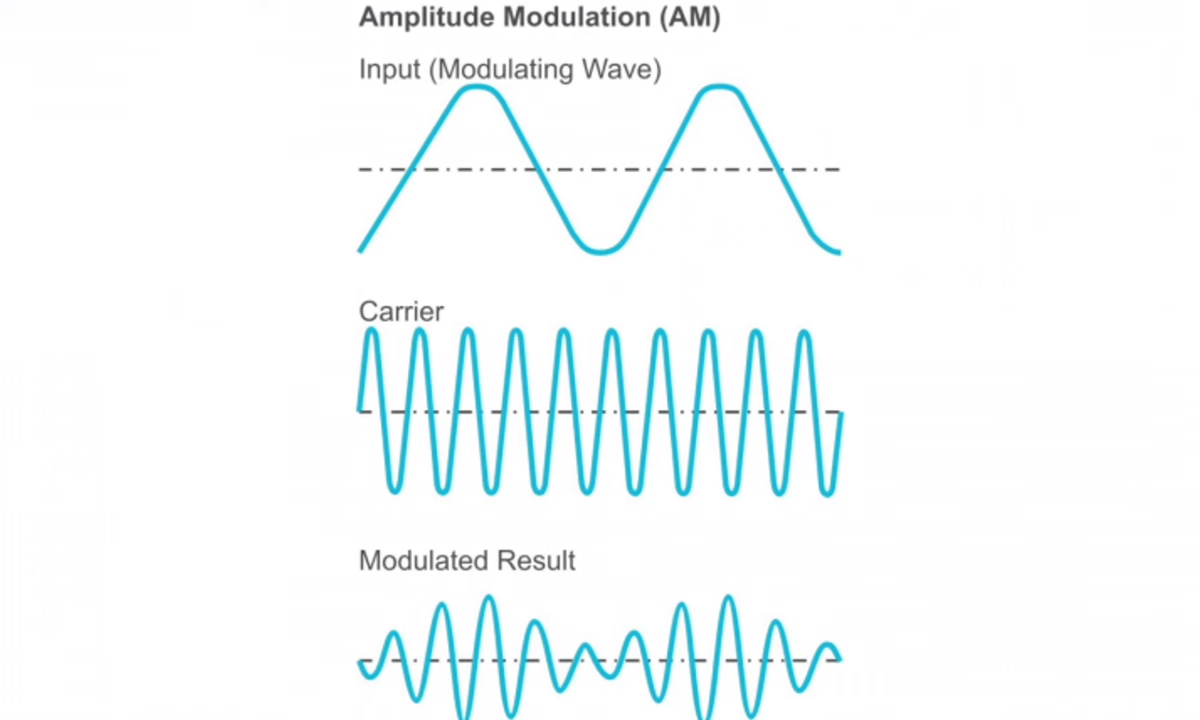 Amplitude Modulation (AM)
Input (Modulating Wave)
Carrier
Modulated Result